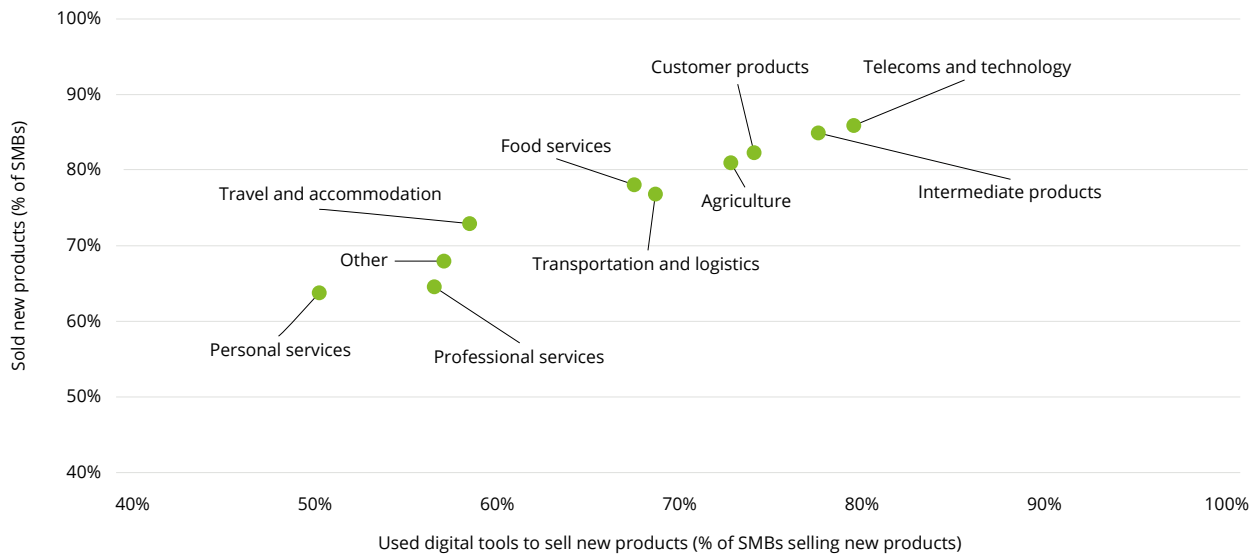 100%
90%
80%
70%
60%
50%
40%
Sold new products (% of SMBs)
Customer products
Telecoms and technology
Food services
Travel and accommodation
Agriculture
Intermediate products
Other
Transportation and logistics
Personal services
Professional services
40%
50%
60%
70%
80%
90%
100%
Used digital tools to sell new products (% of SMBs selling new products)